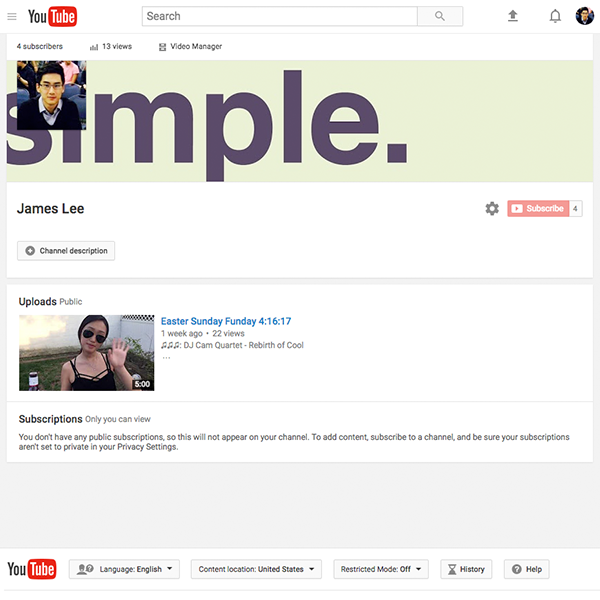 YouTube
Search
4 subscribers
13 views
Video Manager
simple.
James Lee
Subscribe 4
Channel description
Uploads Public
Easter Sunday Funday 4:16:17
1 week ago • 22 views
♫♫♫: DJ Cam Quartet - Rebirth of Cool
...
5:00
Subscriptions Only you can view
You don't have any public subscriptions, so this will not appear on your channel. To add content, subscribe to a channel, and be sure your subscriptions
aren't set to private in your Privacy Settings.
YouTube
Language: English
Content location: United States
Restricted Mode: Off
History
Help